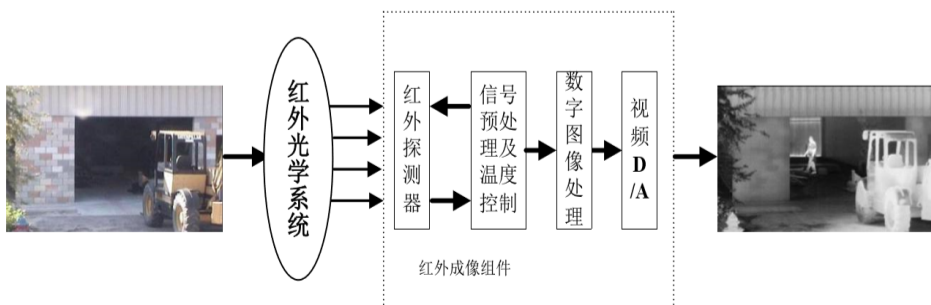 红外光学系统
红外探测器
信号
预处
理及
温度
控制
数字图像处理
视频D/A
红外成像组件